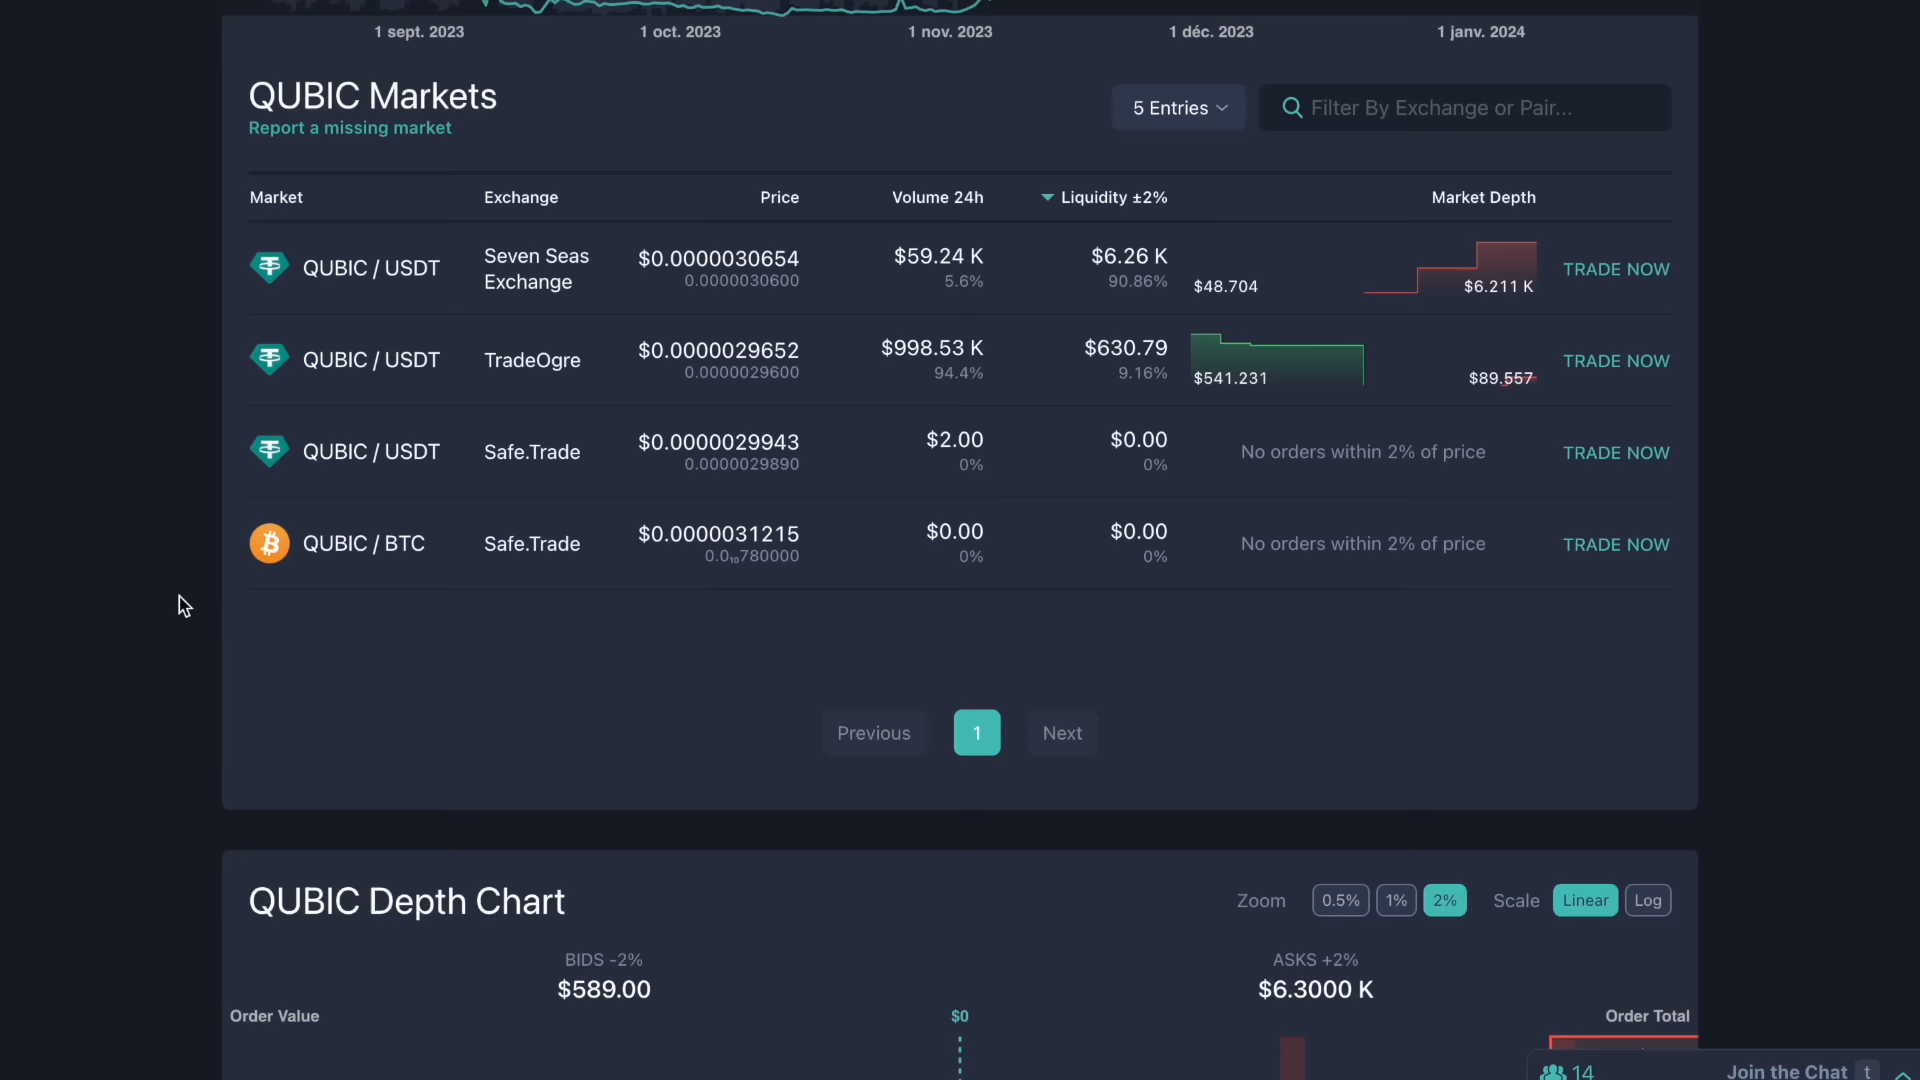 1 sept. 2023 1 oct. 2023 1 nov. 2023 1 déc. 2023 1 janv. 2024
QUBIC Markets
Report a missing market
5 Entries Filter By Exchange or Pair...
Market Exchange Price Volume 24h Liquidity ±2% Market Depth
QUBIC / USDT Seven Seas Exchange $0.0000030654 $59.24 K $6.26 K
0.0000030600 5.6% 90.86% $48.704 $6.211 K TRADE NOW
QUBIC / USDT TradeOgre $0.0000029652 $998.53 K $630.79
0.0000029600 94.4% 9.16% $541.231 $89.557 TRADE NOW
QUBIC / USDT Safe.Trade $0.0000029943 $2.00 $0.00 No orders within 2% of price TRADE NOW
0.0000029890 0% 0%
QUBIC / BTC Safe.Trade $0.0000031215 $0.00 $0.00 No orders within 2% of price TRADE NOW
0.0₁₀780000 0% 0%
Previous 1 Next
QUBIC Depth Chart
Zoom 0.5% 1% 2% Scale Linear Log
BIDS -2% ASKS +2%
$589.00 $6.3000 K
Order Value $0 Order Total
14 Join the Chat t